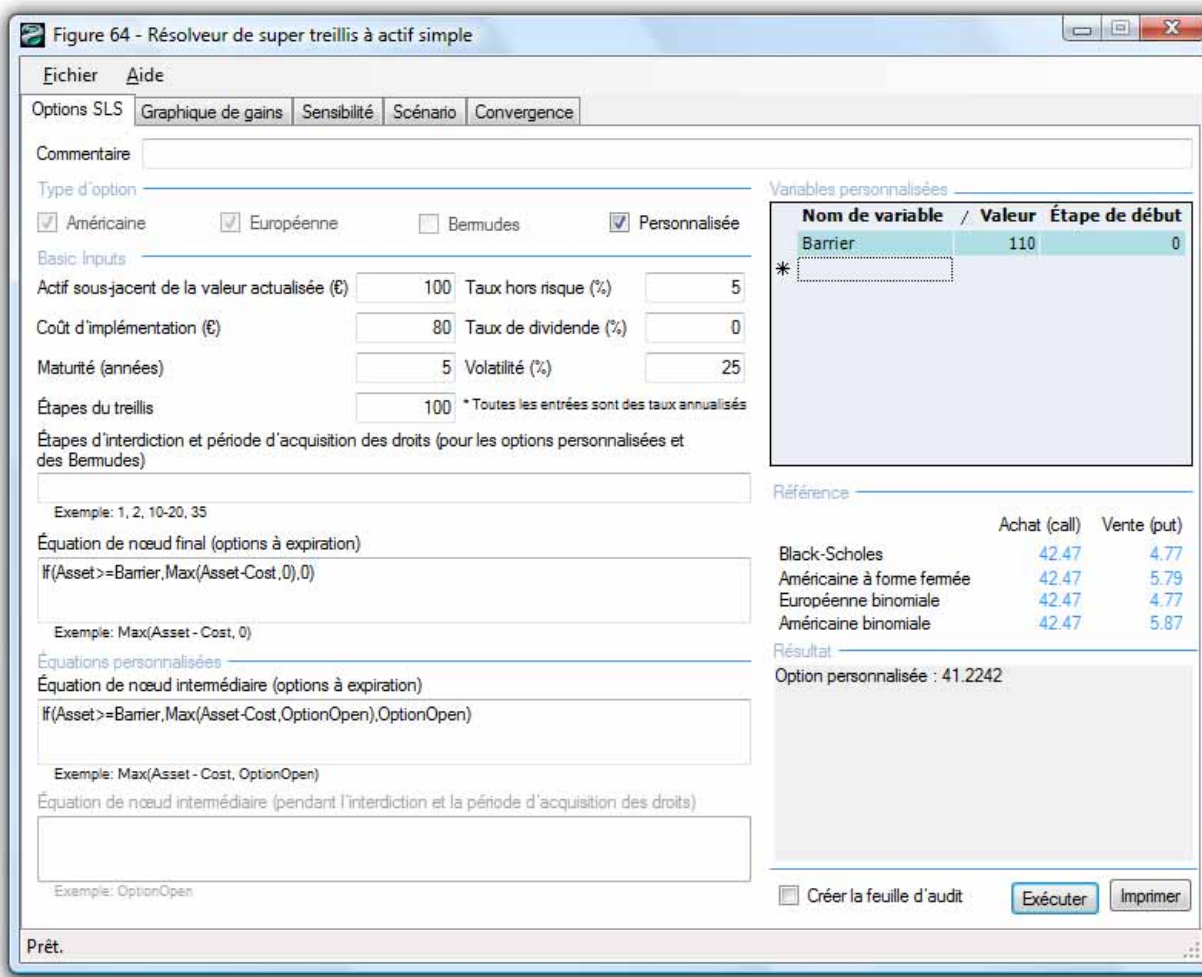 Figure 64 - Résolveur de super treillis à actif simple
Fichier Aide
Options SLS Graphique de gains Sensibilité Scénario Convergence
Commentaire
Type d'option
Américaine Européenne Bermudes Personnalisée
Basic Inputs
Actif sous-jacent de la valeur actualisée (€) 100 Taux hors risque (%) 5
Coût d'implémentation (€) 80 Taux de dividende (%) 0
Maturité (années) 5 Volatilité (%) 25
Étapes du treillis 100 * Toutes les entrées sont des taux annualisés
Étapes d'interdiction et période d'acquisition des droits (pour les options personnalisées et
des Bermudes)
Exemple: 1, 2, 10-20, 35
Équation de nœud final (options à expiration)
If(Asset>=Barrier,Max(Asset-Cost,0),0)
Exemple: Max(Asset - Cost, 0)
Équations personnalisées
Équation de nœud intermédiaire (options à expiration)
If(Asset>=Barrier,Max(Asset-Cost,OptionOpen),OptionOpen)
Exemple: Max(Asset - Cost, OptionOpen)
Équation de nœud intermédiaire (pendant l'interdiction et la période d'acquisition des droits)
Exemple: OptionOpen
Variables personnalisées
Nom de variable / Valeur Étape de début
Barrier 110 0
*
Référence
Achat (call) Vente (put)
Black-Scholes 42.47 4.77
Américaine à forme fermée 42.47 5.79
Européenne binomiale 42.47 4.77
Américaine binomiale 42.47 5.87
Résultat
Option personnalisée : 41.2242
Créer la feuille d'audit Exécuter Imprimer
Prêt.